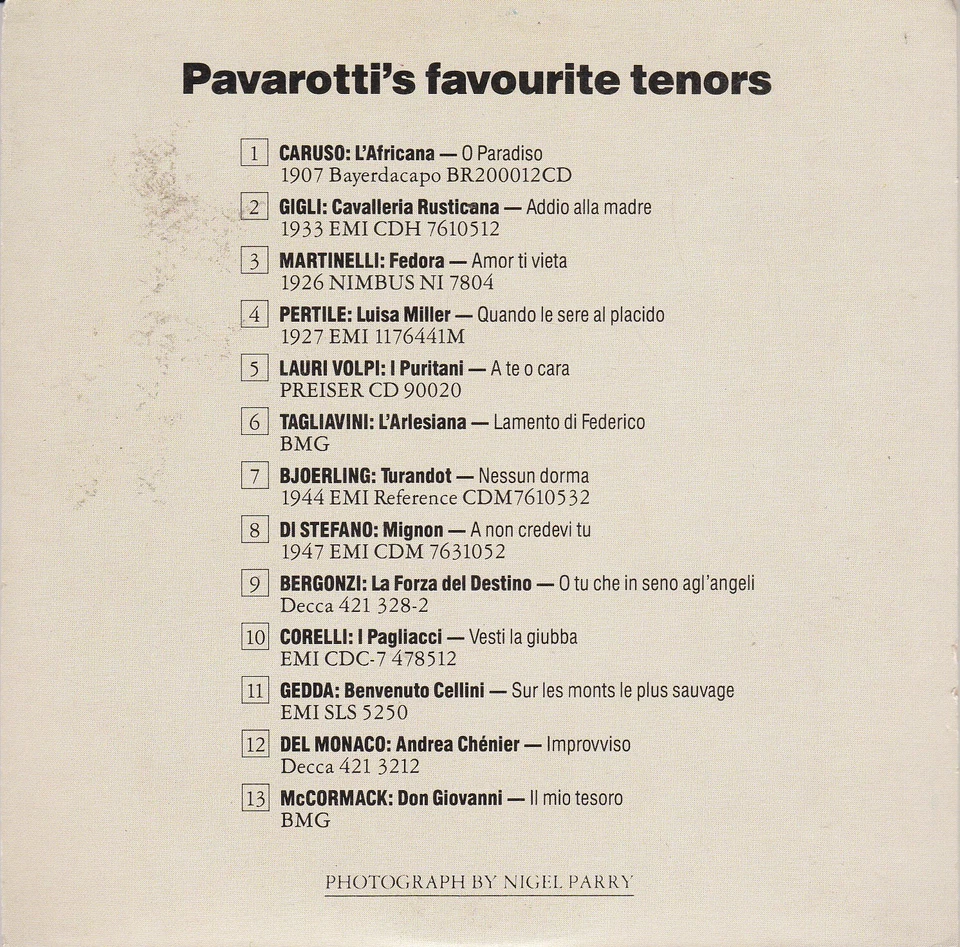 Pavarotti's favourite tenors
1 CARUSO: L'Africana — O Paradiso
1907 Bayerdacapo BR200012CD
2 GIGLI: Cavalleria Rusticana — Addio alla madre
1933 EMI CDH 7610512
3 MARTINELLI: Fedora — Amor ti vieta
1926 NIMBUS NI 7804
4 PERTILE: Luisa Miller — Quando le sere al placido
1927 EMI 1176441M
5 LAURI VOLPI: I Puritani — A te o cara
PREISER CD 90020
6 TAGLIAVINI: L'Arlesiana — Lamento di Federico
BMG
7 BJOERLING: Turandot — Nessun dorma
1944 EMI Reference CDM7610532
8 DI STEFANO: Mignon — A non credevi tu
1947 EMI CDM 7631052
9 BERGONZI: La Forza del Destino — O tu che in seno agl'angeli
Decca 421 328-2
10 CORELLI: I Pagliacci — Vesti la giubba
EMI CDC-7 478512
11 GEDDA: Benvenuto Cellini — Sur les monts le plus sauvage
EMI SLS 5250
12 DEL MONACO: Andrea Chénier — Improvviso
Decca 421 3212
13 McCORMACK: Don Giovanni — Il mio tesoro
BMG
PHOTOGRAPH BY NIGEL PARRY